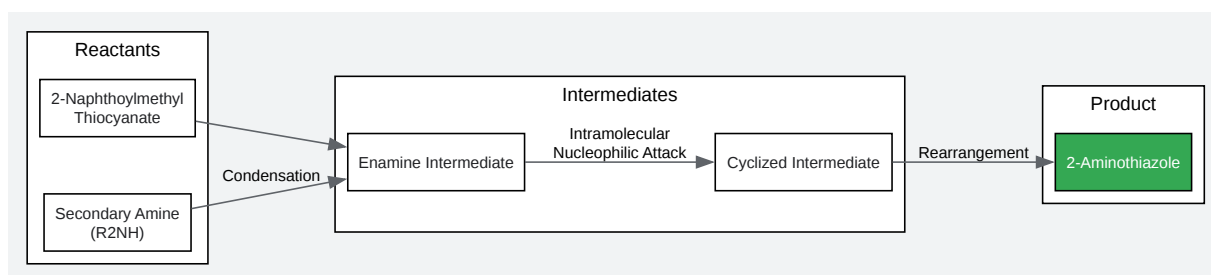 Reactants
2-Naphthoylmethyl
Thiocyanate
Secondary Amine
(R2NH)
Condensation
Intermediates
Enamine Intermediate
Intramolecular
Nucleophilic Attack
Cyclized Intermediate
Rearrangement
Product
2-Aminothiazole